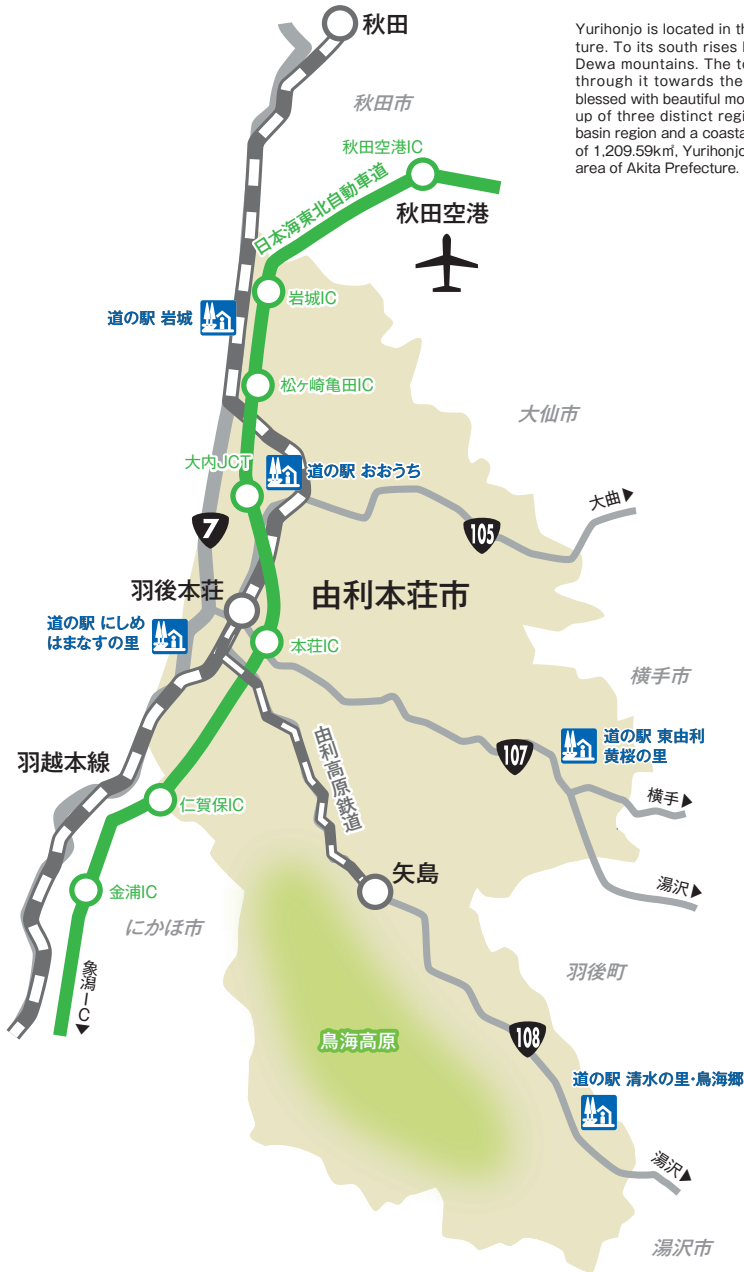 秋田
Yurihonjo is located in th
ture. To its south rises
Dewa mountains. The to
through it towards the
blessed with beautiful mo
up of three distinct regi
basin region and a coasta
of 1,209.59k㎡, Yurihonjo
area of Akita Prefecture.
秋田市
秋田空港IC
日本海東北自動車道
秋田空港
岩城IC
道の駅 岩城
松ヶ崎亀田IC
大仙市
大内JCT
道の駅 おおうち
大曲▶
7
105
羽後本荘
由利本荘市
道の駅 にしめ
はまなすの里
本荘IC
横手市
由利高原鉄道
107
道の駅 東由利
黄桜の里
羽越本線
仁賀保IC
横手▶
矢島
湯沢▶
金浦IC
にかほ市
羽後町
象潟IC▶
鳥海高原
108
道の駅 清水の里・鳥海郷
湯沢▶
湯沢市